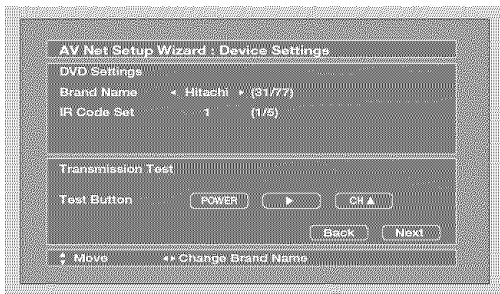 AV Net Setup Wizard : Device Settings
DVD Settings
Brand Name ◂ Hitachi ▸ (31/77)
IR Code Set 1 (1/5)
Transmission Test
Test Button POWER ▶ CH▲
Back Next
▲▼ Move ◂▸ Change Brand Name